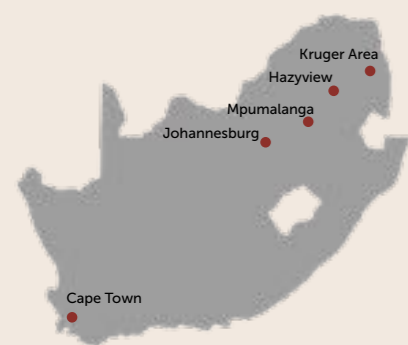 Kruger Area
Hazyview
Mpumalanga
Johannesburg
Cape Town